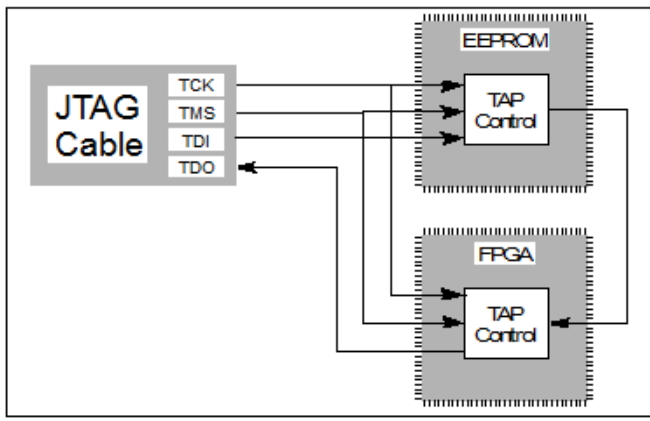 JTAG
Cable
TCK
TMS
TDI
TDO
EEPROM
TAP
Control
FPGA
TAP
Control